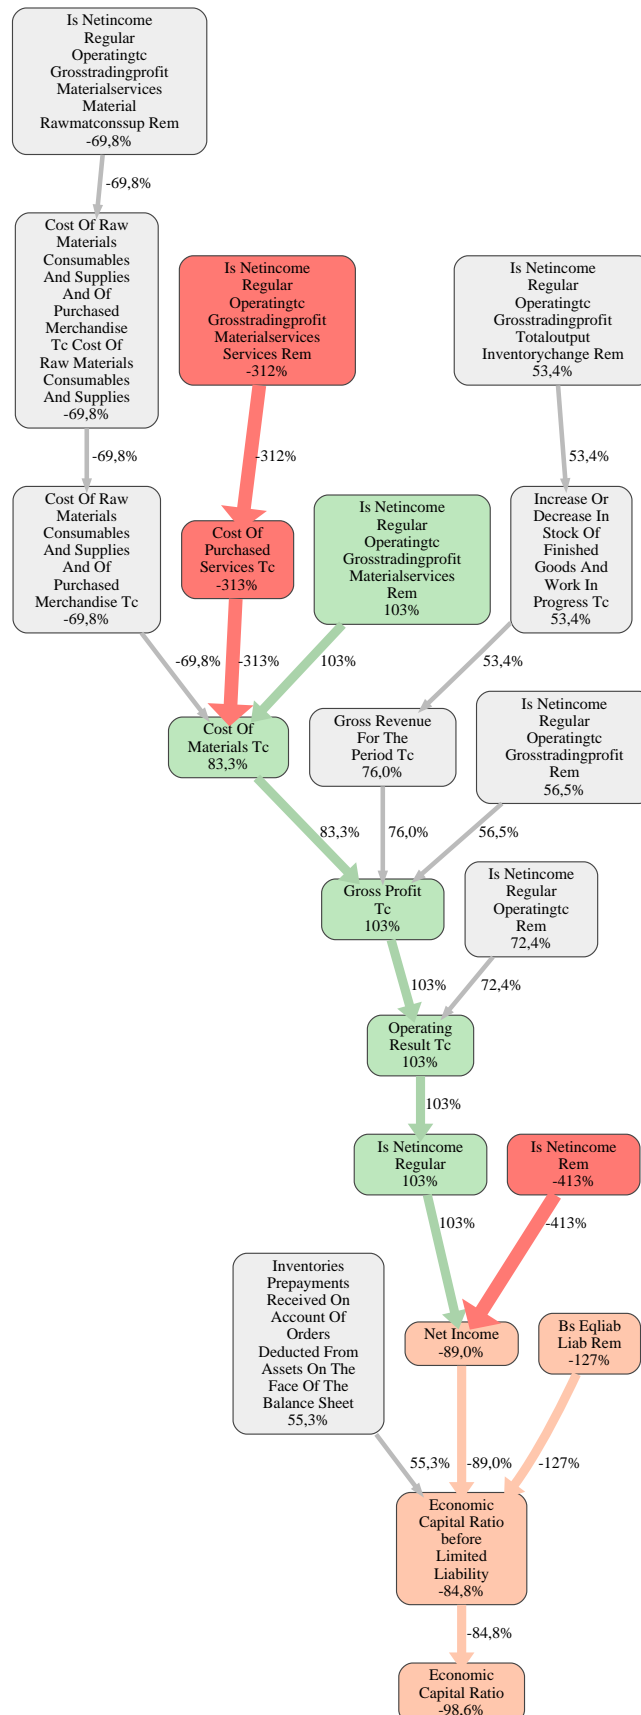 Is Netincome
Regular
Operatingtc
Grosstradingprofit
Materialservices
Material
Rawmatconssup Rem
-69,8%
-69,8%
Cost Of Raw
Materials
Consumables
And Supplies
And Of
Purchased
Merchandise
Tc Cost Of
Raw Materials
Consumables
And Supplies
-69,8%
Is Netincome
Regular
Operatingtc
Grosstradingprofit
Materialservices
Services Rem
-312%
Is Netincome
Regular
Operatingtc
Grosstradingprofit
Totaloutput
Inventorychange Rem
53,4%
-69,8%
-312%
53,4%
Cost Of Raw
Materials
Consumables
And Supplies
And Of
Purchased
Merchandise Tc
-69,8%
Cost Of
Purchased
Services Tc
-313%
Is Netincome
Regular
Operatingtc
Grosstradingprofit
Materialservices
Rem
103%
Increase Or
Decrease In
Stock Of
Finished
Goods And
Work In
Progress Tc
53,4%
-69,8%
-313%
103%
53,4%
Cost Of
Materials Tc
83,3%
Gross Revenue
For The
Period Tc
76,0%
Is Netincome
Regular
Operatingtc
Grosstradingprofit
Rem
56,5%
83,3%
76,0%
56,5%
Gross Profit
Tc
103%
Is Netincome
Regular
Operatingtc
Rem
72,4%
103%
72,4%
Operating
Result Tc
103%
103%
Is Netincome
Regular
103%
Is Netincome
Rem
-413%
103%
-413%
Inventories
Prepayments
Received On
Account Of
Orders
Deducted From
Assets On The
Face Of The
Balance Sheet
55,3%
Net Income
-89,0%
Bs Eqliab
Liab Rem
-127%
55,3%
-89,0%
-127%
Economic
Capital Ratio
before
Limited
Liability
-84,8%
-84,8%
Economic
Capital Ratio
-98,6%